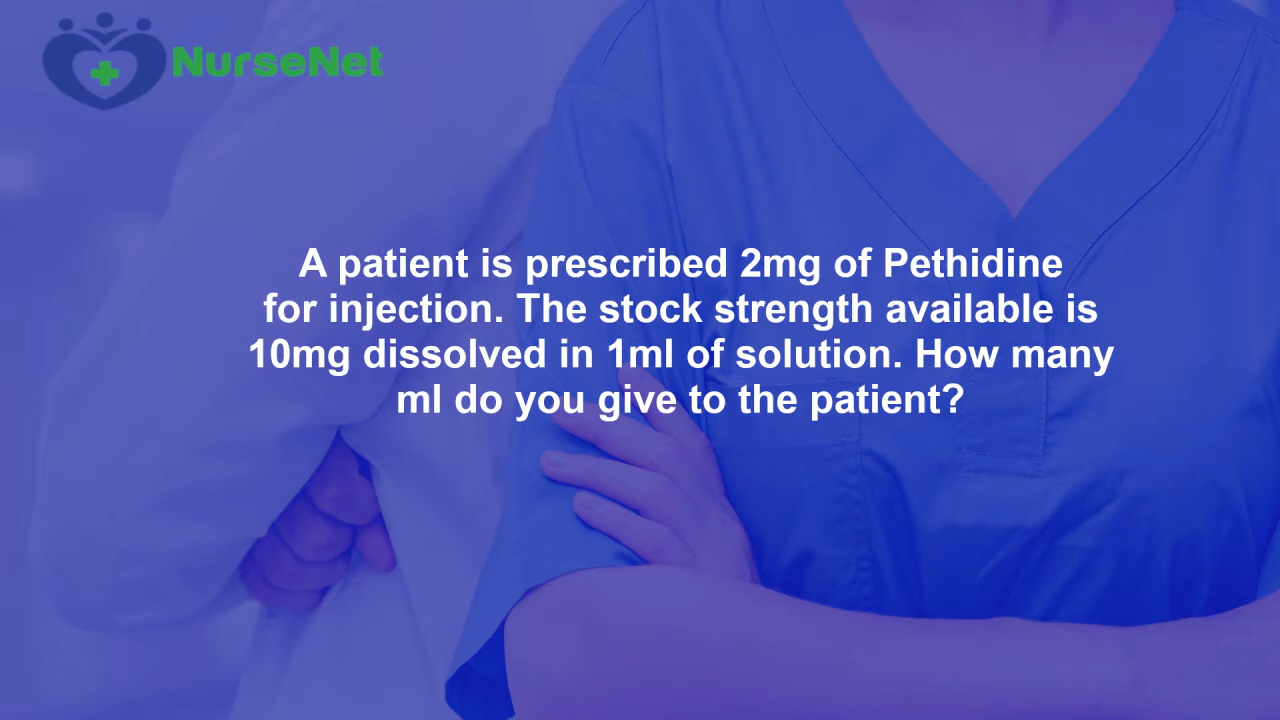 NurseNet
A patient is prescribed 2mg of Pethidine
for injection. The stock strength available is
10mg dissolved in 1ml of solution. How many
ml do you give to the patient?